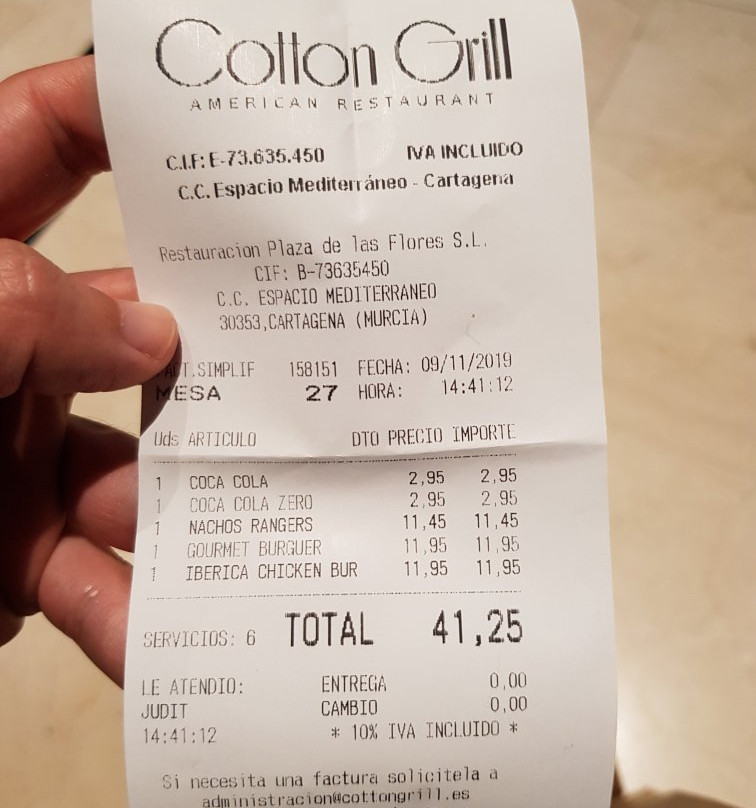 Cotton Grill
AMERICAN RESTAURANT
C.I.F: E-73.635.450 IVA INCLUIDO
C.C. Espacio Mediterráneo - Cartagena
Restauracion Plaza de las Flores S.L.
CIF: B-73635450
C.C. ESPACIO MEDITERRANEO
30353,CARTAGENA (MURCIA)
FACT.SIMPLIF 158151 FECHA: 09/11/2019
MESA 27 HORA: 14:41:12
Uds ARTICULO DTO PRECIO IMPORTE
1 COCA COLA 2,95 2,95
1 COCA COLA ZERO 2,95 2,95
1 NACHOS RANGERS 11,45 11,45
1 GOURMET BURGUER 11,95 11,95
1 IBERICA CHICKEN BUR 11,95 11,95
SERVICIOS: 6 TOTAL 41,25
LE ATENDIO: ENTREGA 0,00
JUDIT CAMBIO 0,00
14:41:12 * 10% IVA INCLUIDO *
Si necesita una factura solicitela a
administracion@cottongrill.es